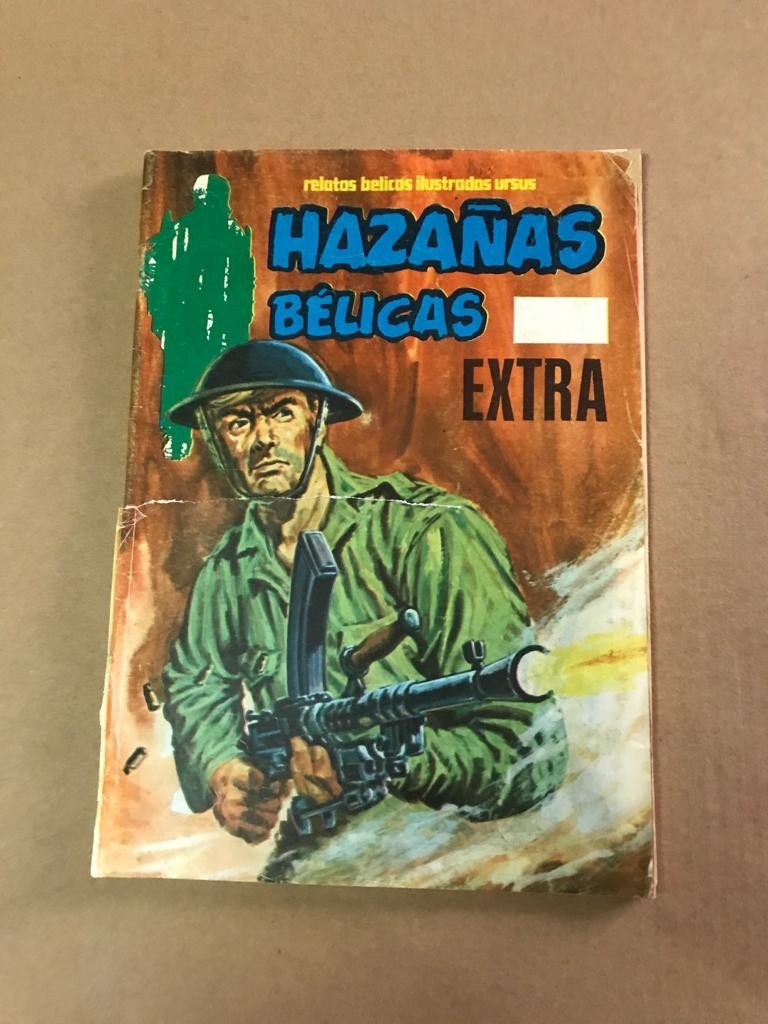 relatos belicos ilustrados ursus
HAZAÑAS
BÉLICAS
EXTRA